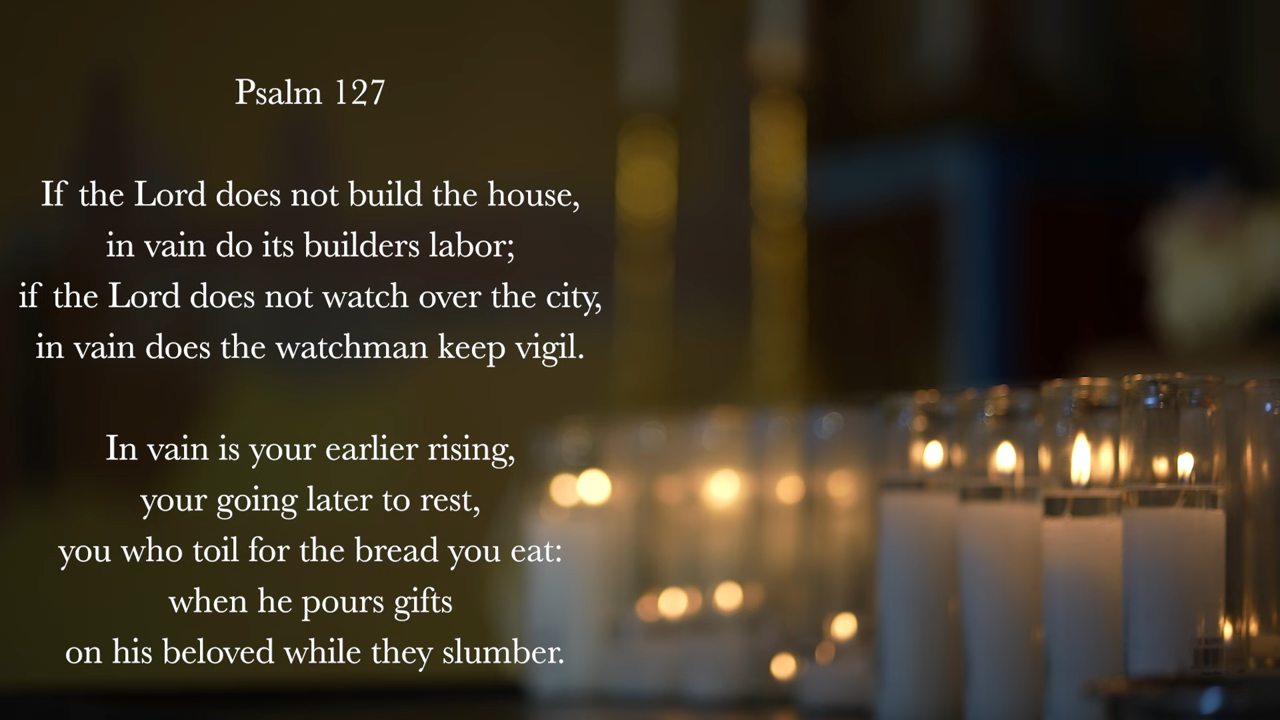 Psalm 127
If the Lord does not build the house,
in vain do its builders labor;
if the Lord does not watch over the city,
in vain does the watchman keep vigil.
In vain is your earlier rising,
your going later to rest,
you who toil for the bread you eat:
when he pours gifts
on his beloved while they slumber.